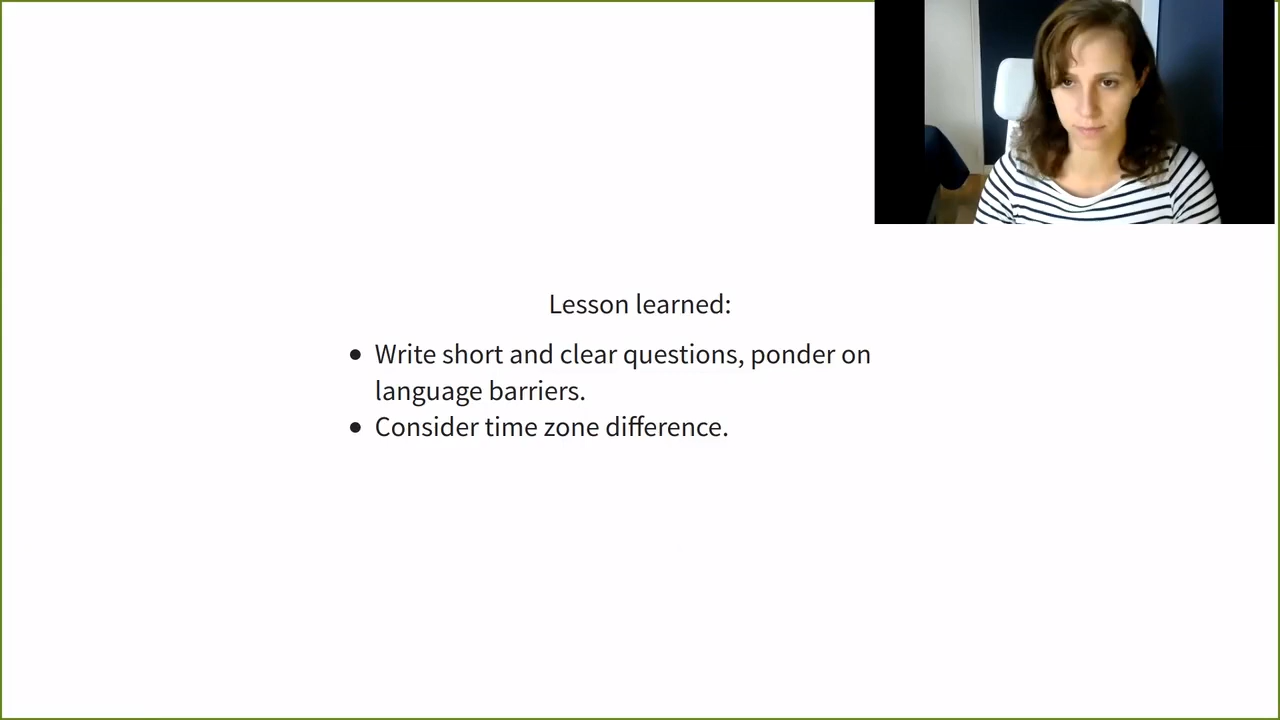 Lesson learned:
• Write short and clear questions, ponder on
language barriers.
• Consider time zone difference.